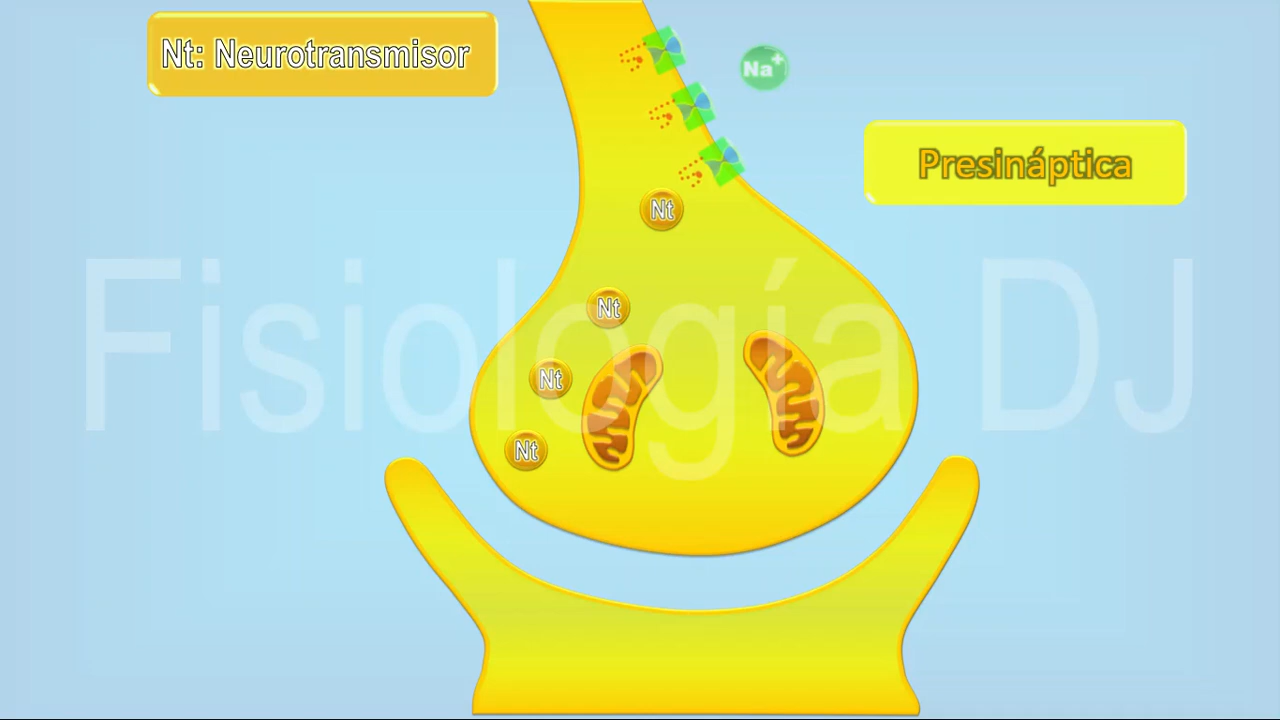 Nt: Neurotransmisor
Na+
Presináptica
Nt
Nt
Nt
Nt
Fisiología DJ